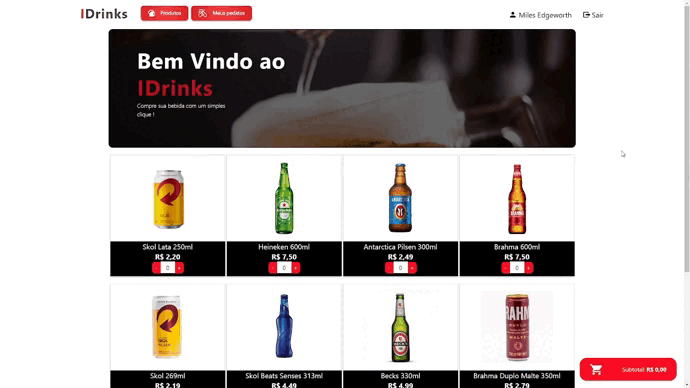 IDrinks
Produtos
Meus pedidos
Miles Edgeworth
Sair
Bem Vindo ao
IDrinks
Compre sua bebida com um simples
clique !
Skol Lata 250ml
R$ 2,20
- 0 +
Heineken 600ml
R$ 7,50
- 0 +
Antarctica Pilsen 300ml
R$ 2,49
- 0 +
Brahma 600ml
R$ 7,50
- 0 +
Skol 269ml
R$ 2,19
Skol Beats Senses 313ml
R$ 4,49
BECK'S
Becks 330ml
R$ 4,99
Brahma Duplo Malte 350ml
R$ 2,79
Subtotal: R$ 0,00